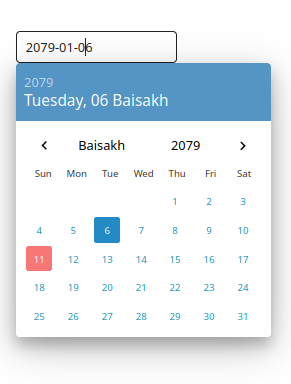 2079-01-06
2079
Tuesday, 06 Baisakh
Baisakh 2079
Sun Mon Tue Wed Thu Fri Sat
1 2 3
4 5 6 7 8 9 10
11 12 13 14 15 16 17
18 19 20 21 22 23 24
25 26 27 28 29 30 31